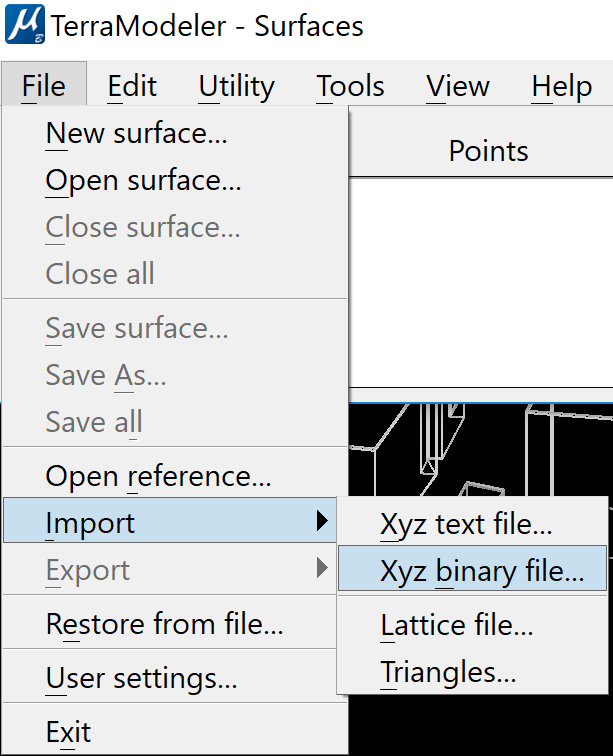 TerraModeler - Surfaces
File Edit Utility Tools View Help
Points
New surface...
Open surface...
Close surface...
Close all
Save surface...
Save As...
Save all
Open reference...
Import
Export
Restore from file...
User settings...
Exit
Xyz text file...
Xyz binary file...
Lattice file...
Triangles...